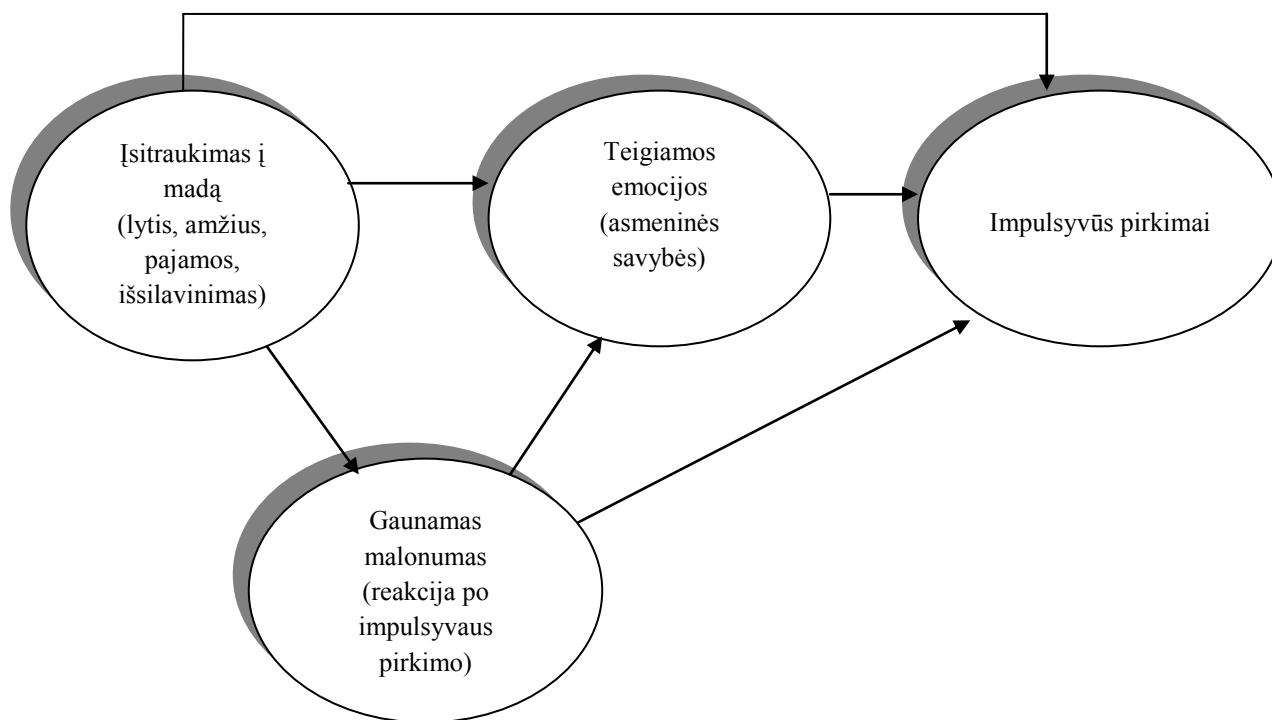 Įsitraukimas į
madą
(lytis, amžius,
pajamos,
išsilavinimas)
Teigiamos
emocijos
(asmeninės
savybės)
Impulsyvūs pirkimai
Gaunamas
malonumas
(reakcija po
impulsyvaus
pirkimo)